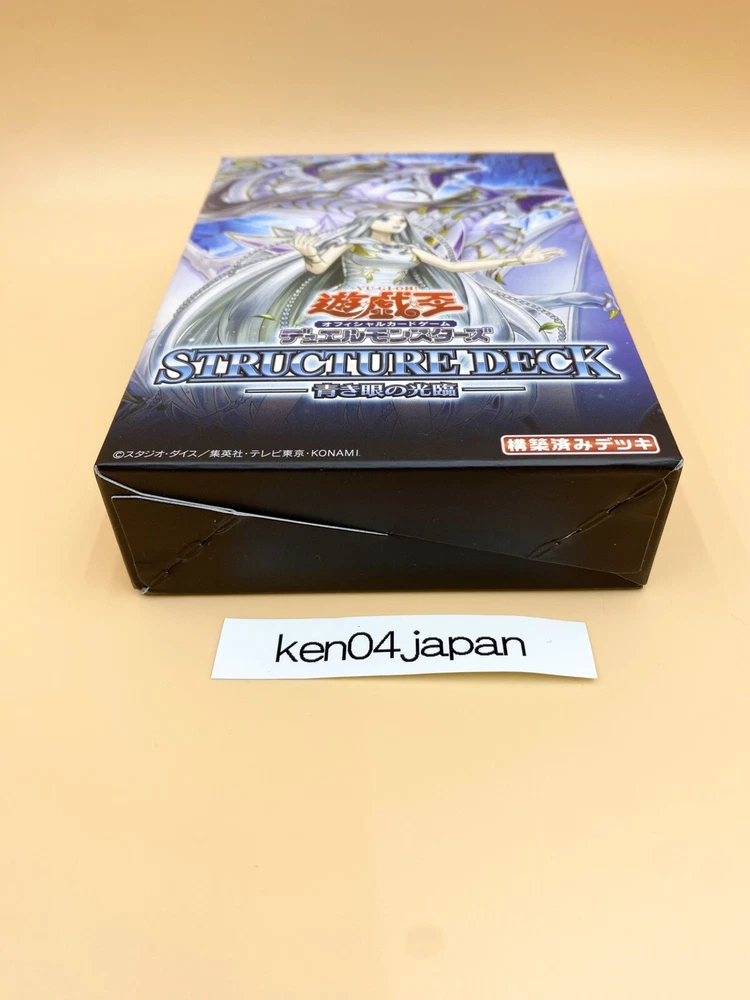 YU-GI-OH!
遊戯王
オフィシャルカードゲーム
デュエルモンスターズ
STRUCTURE DECK
青き眼の光臨
©スタジオ・ダイス／集英社・テレビ東京・KONAMI
構築済みデッキ
ken04japan